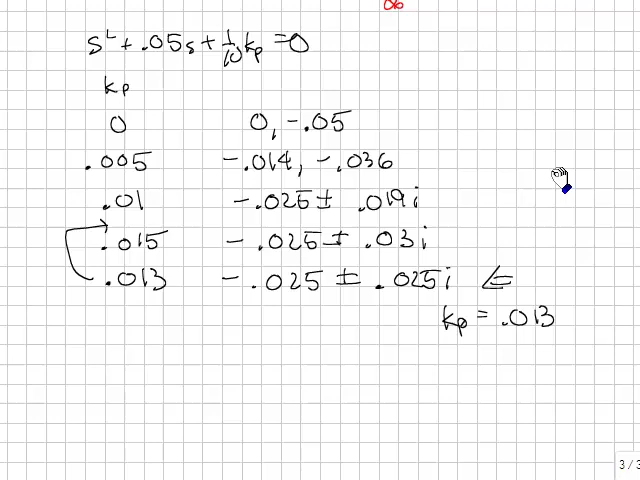 06
s² + .05s + 1/10 kp = 0
kp
0 0, -.05
.005 -.014, -.036
.01 -.025 ± .019i
.015 -.025 ± .03i
.013 -.025 ± .025i ⇐
kp = .013
3 / 3